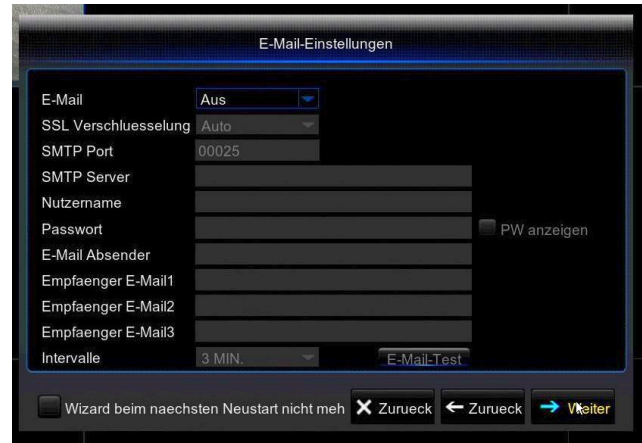 E-Mail-Einstellungen
E-Mail Aus
SSL Verschluesselung Auto
SMTP Port 00025
SMTP Server
Nutzername
Passwort PW anzeigen
E-Mail Absender
Empfaenger E-Mail1
Empfaenger E-Mail2
Empfaenger E-Mail3
Intervalle 3 MIN. E-Mail-Test
Wizard beim naechsten Neustart nicht meh Zurueck Zurueck Weiter